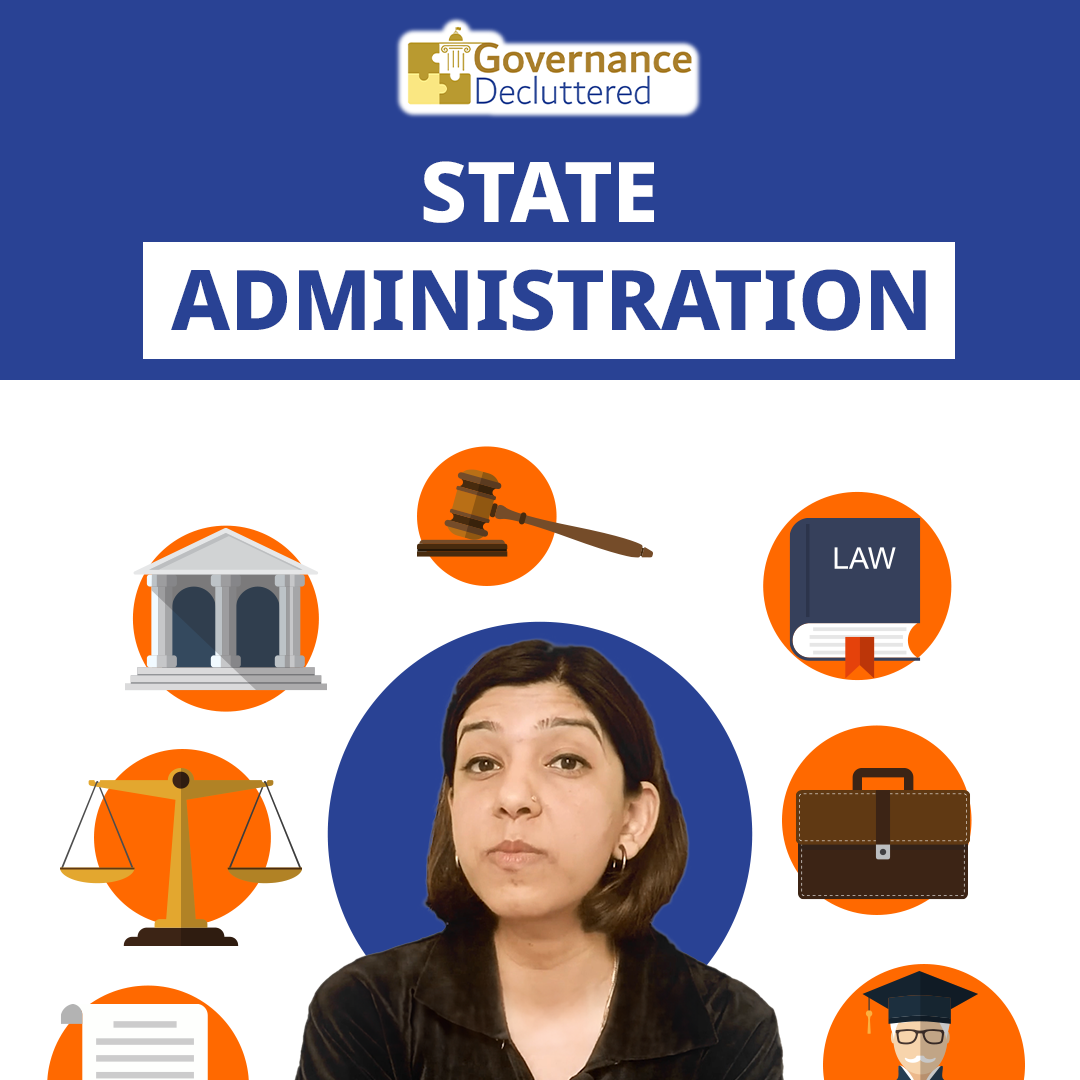 Governance
Decluttered
STATE
ADMINISTRATION
LAW